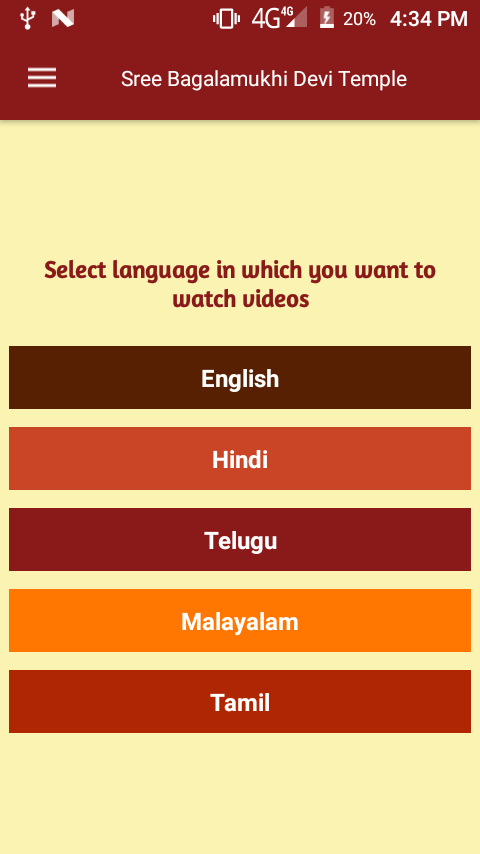 4G 4G 20% 4:34 PM
Sree Bagalamukhi Devi Temple
Select language in which you want to
watch videos
English
Hindi
Telugu
Malayalam
Tamil